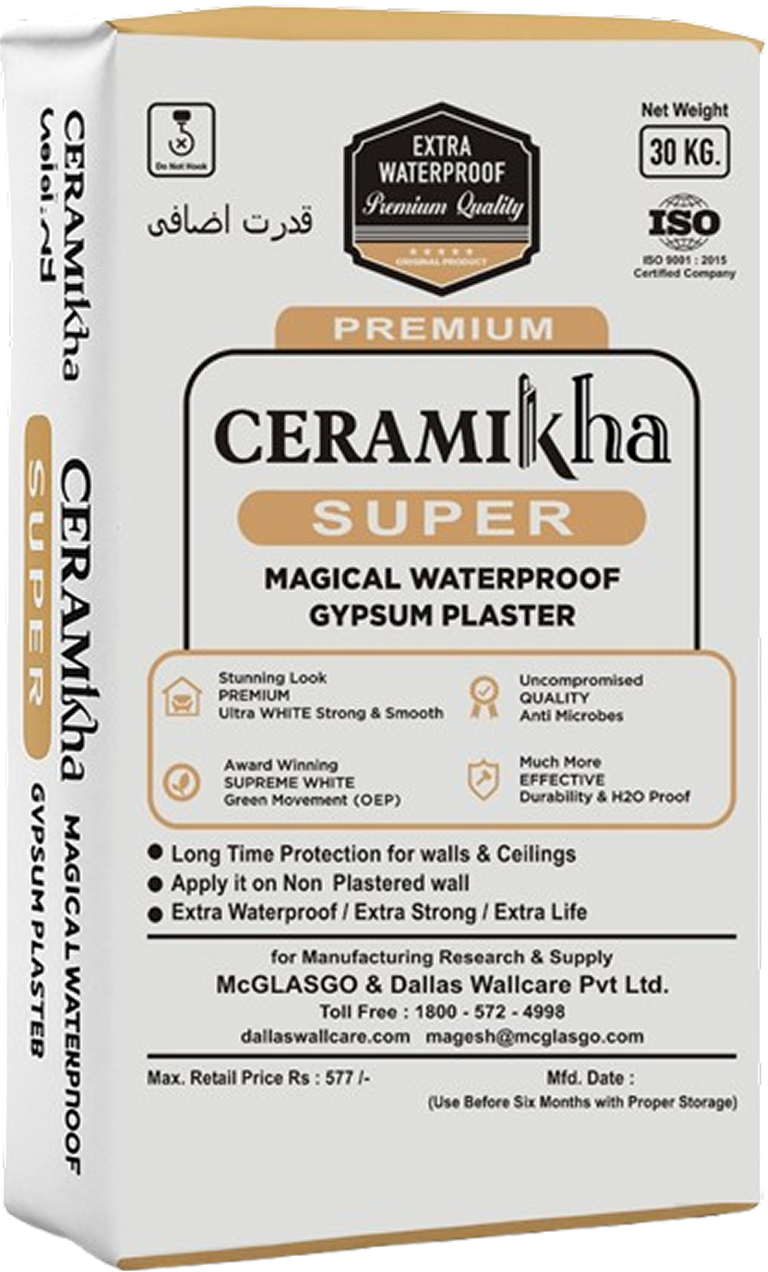 Do Not Hook
قدرت اضافی
EXTRA
WATERPROOF
Premium Quality
ORIGINAL PRODUCT
Net Weight
30 KG.
ISO
ISO 9001 : 2015
Certified Company
PREMIUM
CERAMIkha
SUPER
MAGICAL WATERPROOF
GYPSUM PLASTER
Stunning Look
PREMIUM
Ultra WHITE Strong & Smooth
Uncompromised
QUALITY
Anti Microbes
Award Winning
SUPREME WHITE
Green Movement (OEP)
Much More
EFFECTIVE
Durability & H2O Proof
Long Time Protection for walls & Ceilings
Apply it on Non Plastered wall
Extra Waterproof / Extra Strong / Extra Life
for Manufacturing Research & Supply
McGLASGO & Dallas Wallcare Pvt Ltd.
Toll Free : 1800 - 572 - 4998
dallaswallcare.com magesh@mcglasgo.com
Max. Retail Price Rs : 577 /-
Mfd. Date :
(Use Before Six Months with Proper Storage)
CERAMIkha
CERAMIkha
SUPER
MAGICAL WATERPROOF
GYPSUM PLASTER